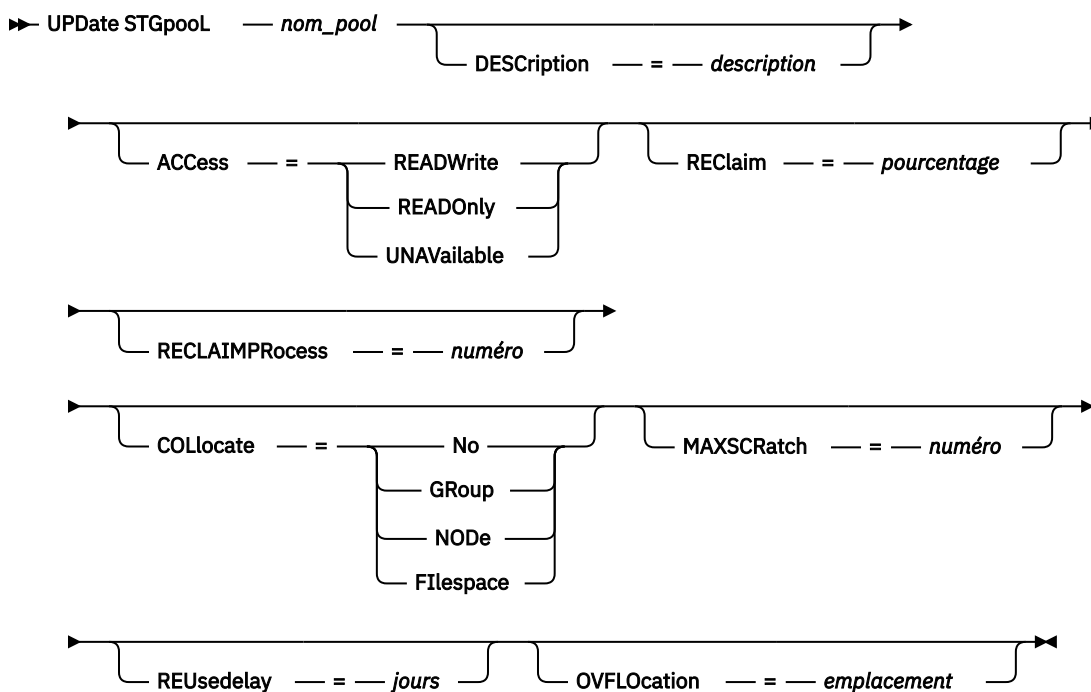 UPDate STGpooL nom_pool
DESCription = description
ACCess = READWrite
READOnly
UNAVailable
REClaim = pourcentage
RECLAIMPRocess = numéro
COLlocate = No
GRoup
NODe
FIlespace
MAXSCRatch = numéro
REUsedelay = jours
OVFLOcation = emplacement